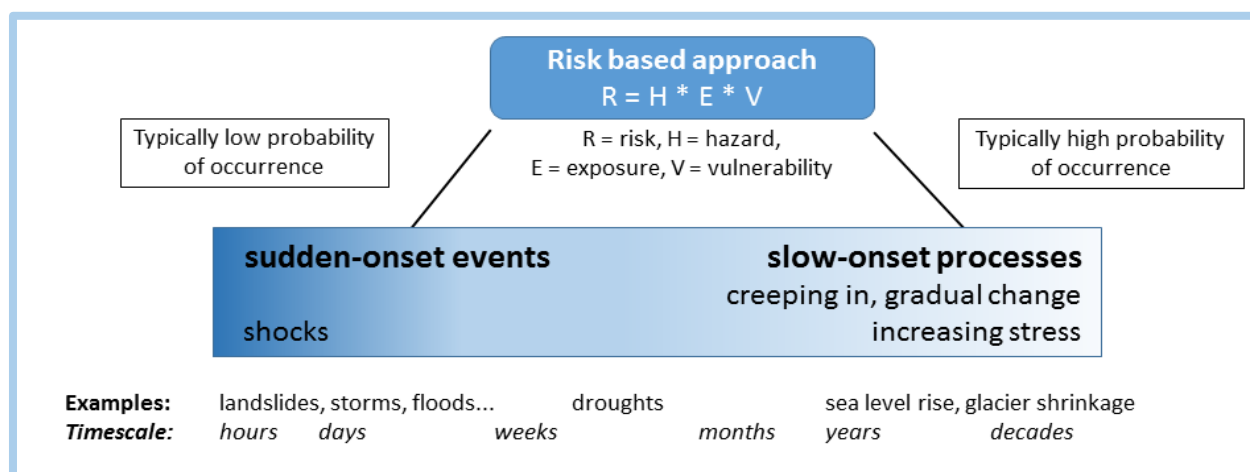 Risk based approach
R = H * E * V
Typically low probability
of occurrence
R = risk, H = hazard,
E = exposure, V = vulnerability
Typically high probability
of occurrence
sudden-onset events
slow-onset processes
creeping in, gradual change
shocks
increasing stress
Examples: landslides, storms, floods... droughts sea level rise, glacier shrinkage
Timescale: hours days weeks months years decades